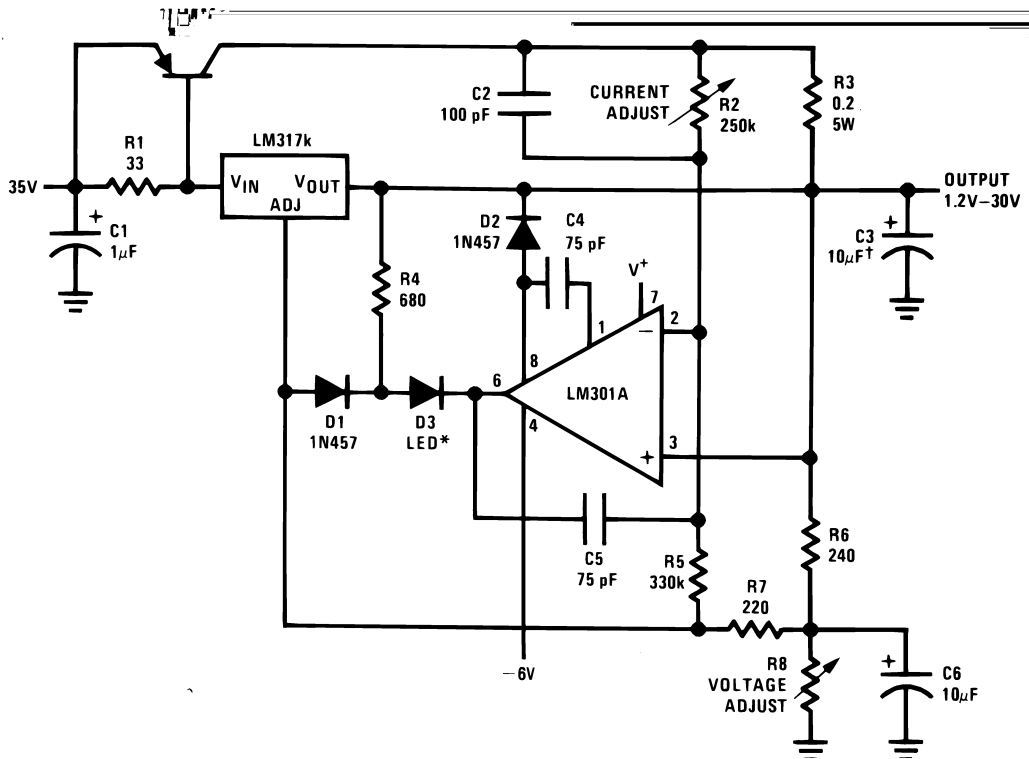 C2
100 pF
CURRENT
ADJUST
R2
250k
R3
0.2
5W
R1
33
LM317k
VIN
VOUT
ADJ
35V
OUTPUT
1.2V–30V
C1
1μF
+
D2
1N457
C4
75 pF
V+
C3
10μF†
+
R4
680
7
1
2
−
8
6
LM301A
D1
1N457
D3
LED*
4
3
+
C5
75 pF
R5
330k
R6
240
R7
220
−6V
R8
VOLTAGE
ADJUST
+
C6
10μF